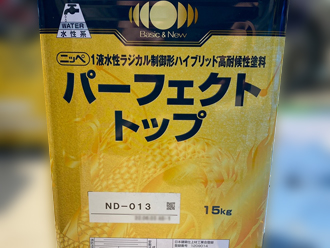 WATER
水性系
Basic & New
ニッペ 1液水性ラジカル制御形ハイブリッド高耐候性塗料
パーフェクト
トップ
ND-013
15kg